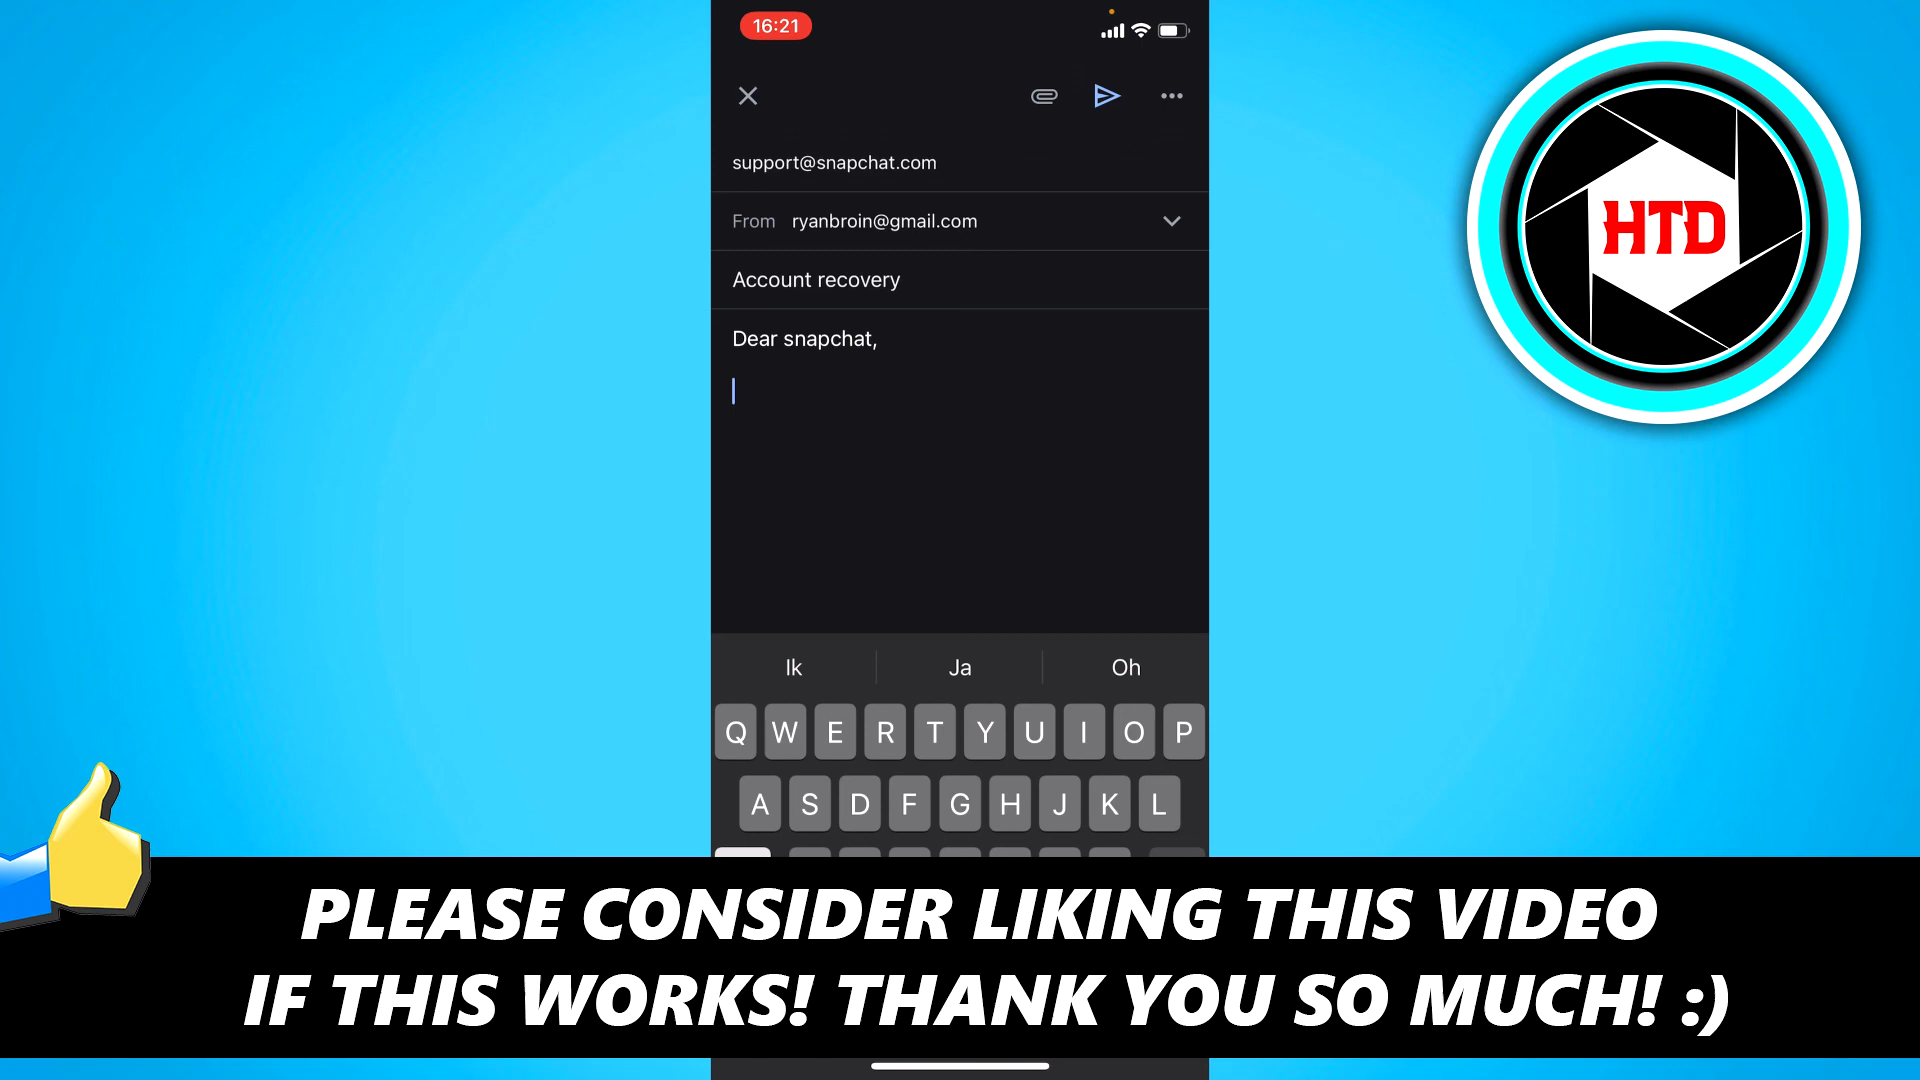 16:21
support@snapchat.com
From ryanbroin@gmail.com
Account recovery
Dear snapchat,
Ik Ja Oh
Q W E R T Y U I O P
A S D F G H J K L
HTD
PLEASE CONSIDER LIKING THIS VIDEO
IF THIS WORKS! THANK YOU SO MUCH! :)